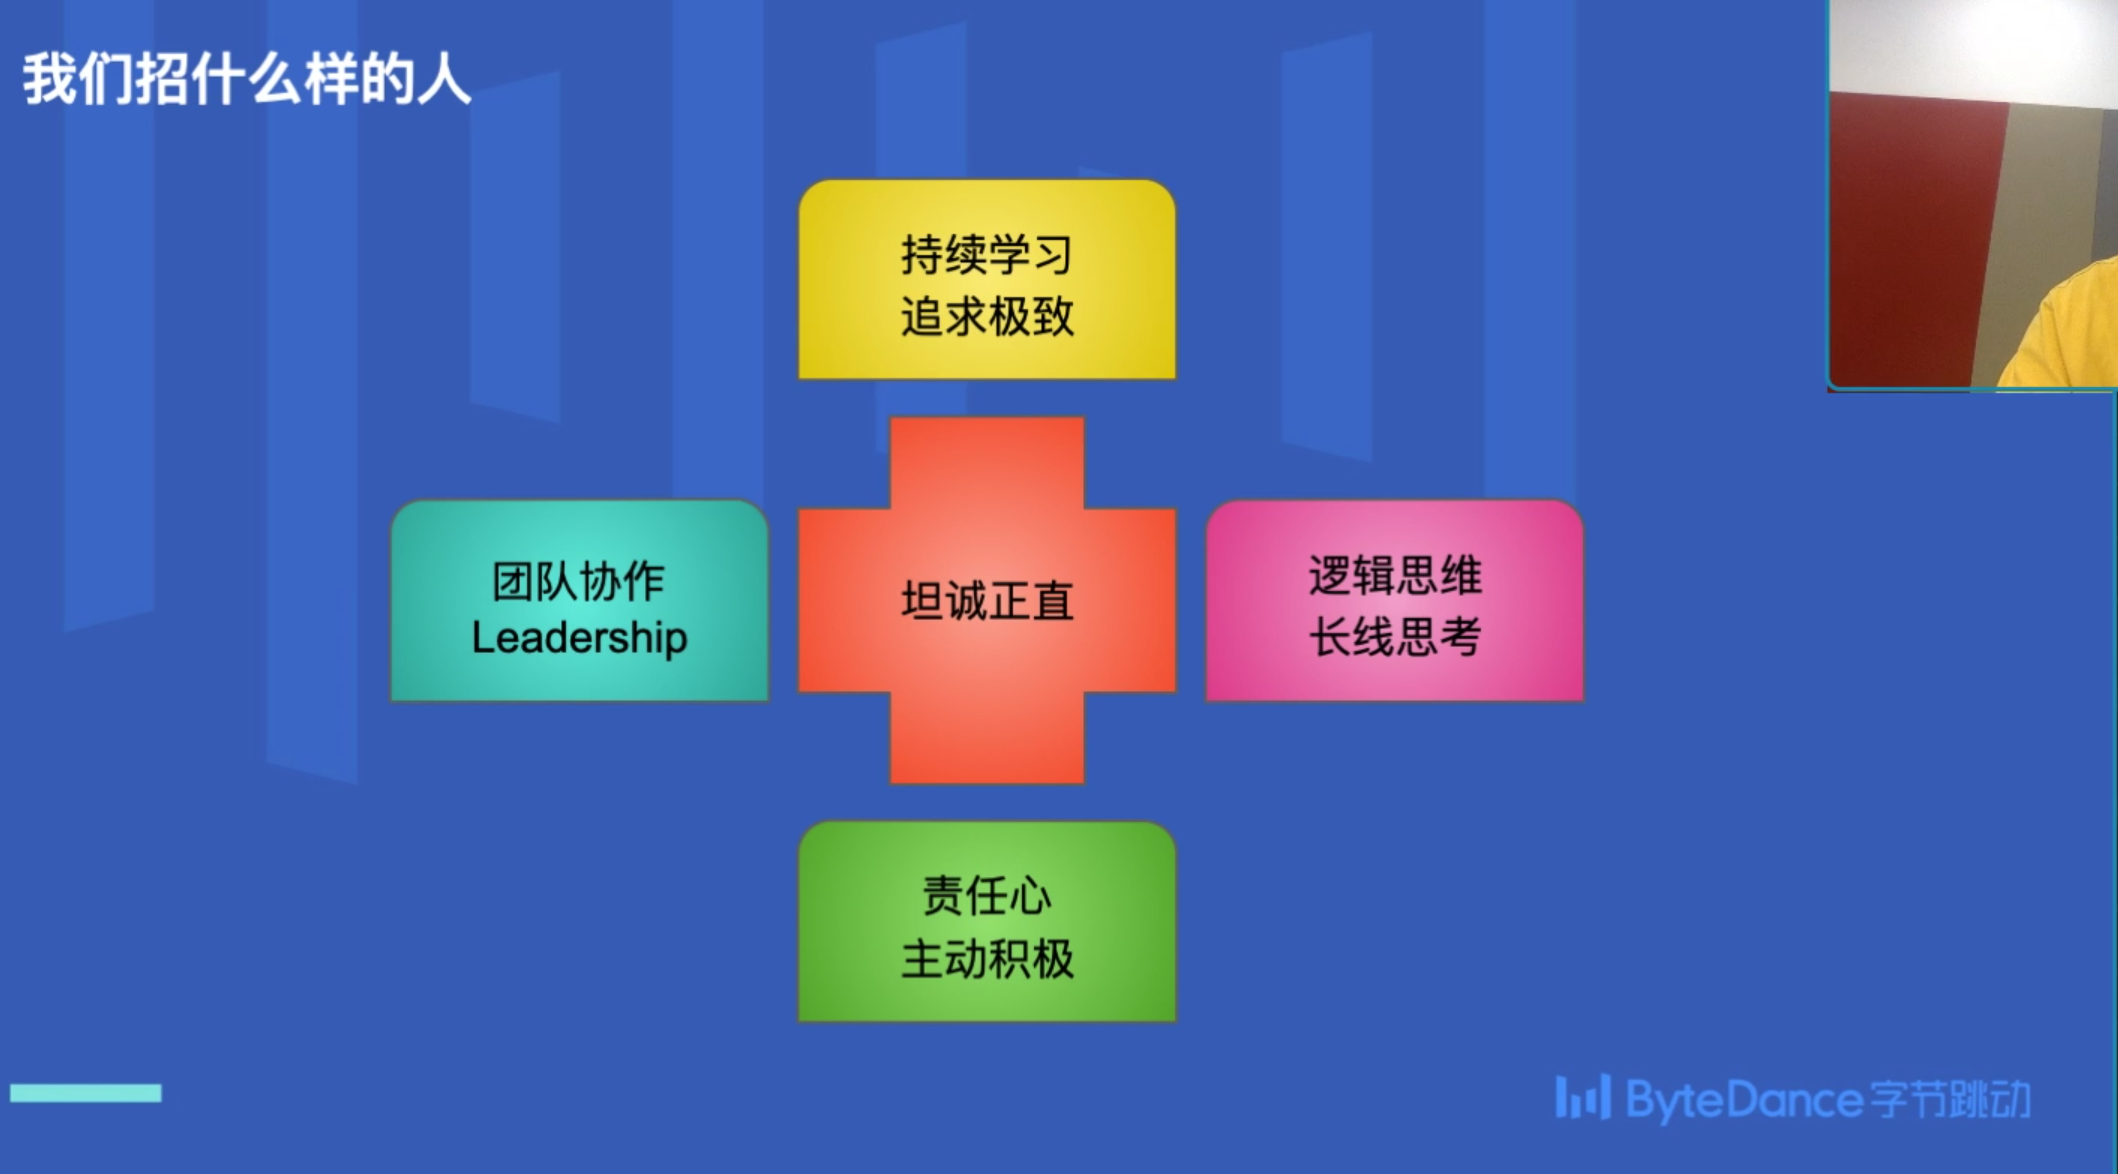 我们招什么样的人
持续学习
追求极致
团队协作
Leadership
坦诚正直
逻辑思维
长线思考
责任心
主动积极
ByteDance字节跳动